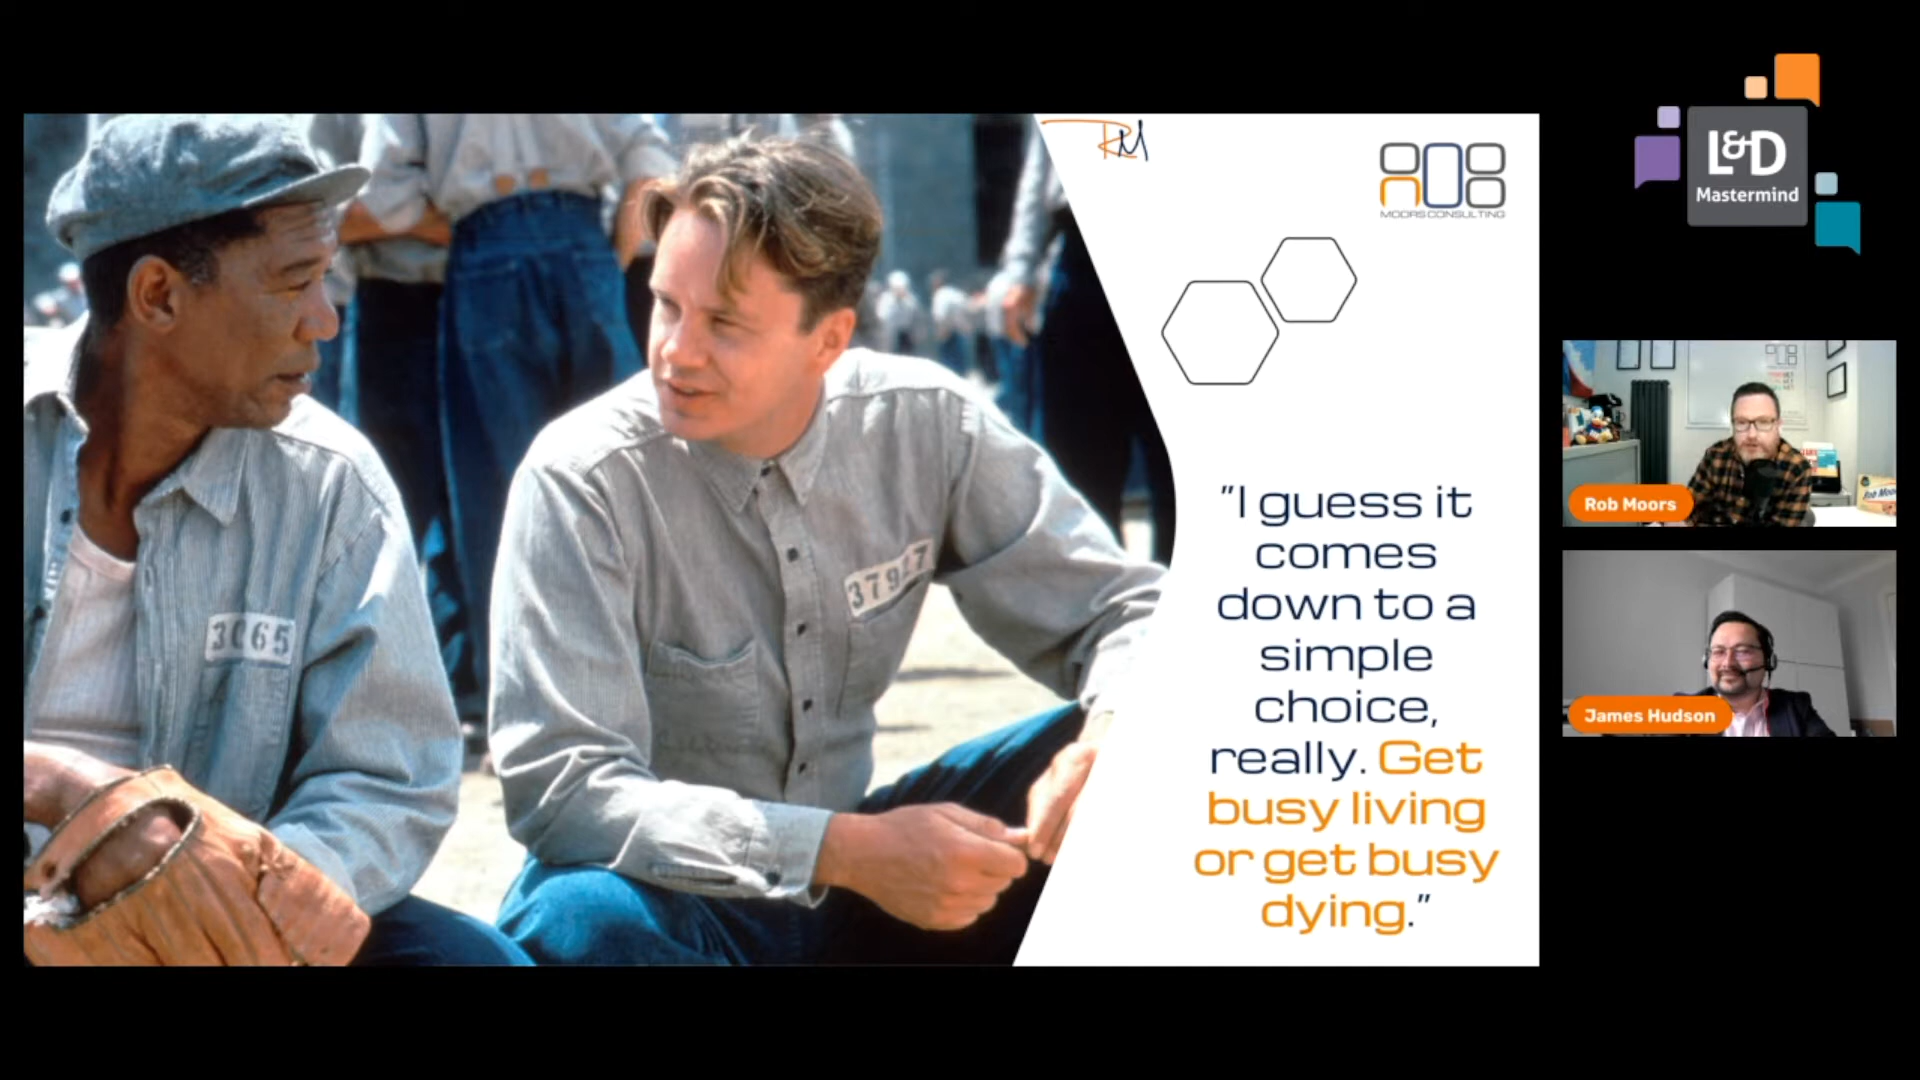 RM
MOORS CONSULTING
L&D
Mastermind
3065
37927
"I guess it
comes
down to a
simple
choice,
really. Get
busy living
or get busy
dying."
Rob Moors
James Hudson